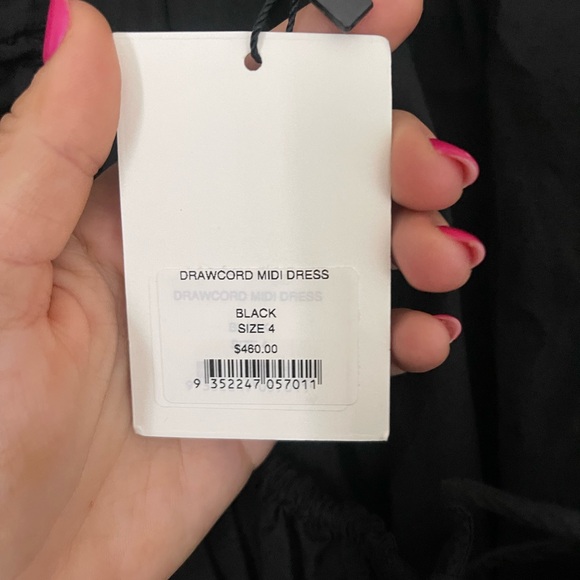 DRAWCORD MIDI DRESS
DRAWCORD MIDI DRESS
BLACK
SIZE 4
$460.00
9 352247 057011